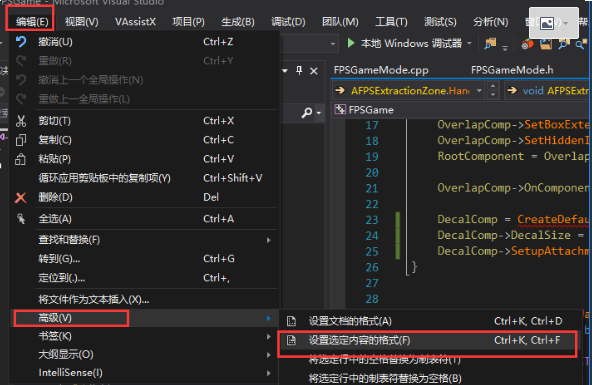 PSGame - Microsoft Visual Studio
编辑(E) 视图(V) VAssistX 项目(P) 生成(B) 调试(D) 团队(M) 工具(T) 测试(S) 分析(N)
撤消(U) Ctrl+Z
重做(R) Ctrl+Y
撤消上一个全局操作(N)
重做上一个全局操作(L)
剪切(T) Ctrl+X
复制(C) Ctrl+C
粘贴(P) Ctrl+V
循环应用剪贴板中的复制项(Y) Ctrl+Shift+V
删除(D) Del
全选(A) Ctrl+A
查找和替换(F)
转到(G)... Ctrl+G
定位到(.)... Ctrl+,
将文件作为文本插入(X)...
高级(V)
书签(K)
大纲显示(O)
IntelliSense(I)
设置文档的格式(A) Ctrl+K, Ctrl+D
设置选定内容的格式(F) Ctrl+K, Ctrl+F
将选定行中的空格替换为制表符(T)
将选定行中的制表符替换为空格(B)
本地 Windows 调试器
FPSGameMode.cpp FPSGameMode.h
AFPSExtractionZone.Hand void AFPSExt
FPSGame
17 OverlapComp->SetBoxExte
18 OverlapComp->SetHiddenI
19 RootComponent = Overlap
20
21 OverlapComp->OnComponen
22
23 DecalComp = CreateDefau
24 DecalComp->DecalSize =
25 DecalComp->SetupAttachm
26 }
27
28